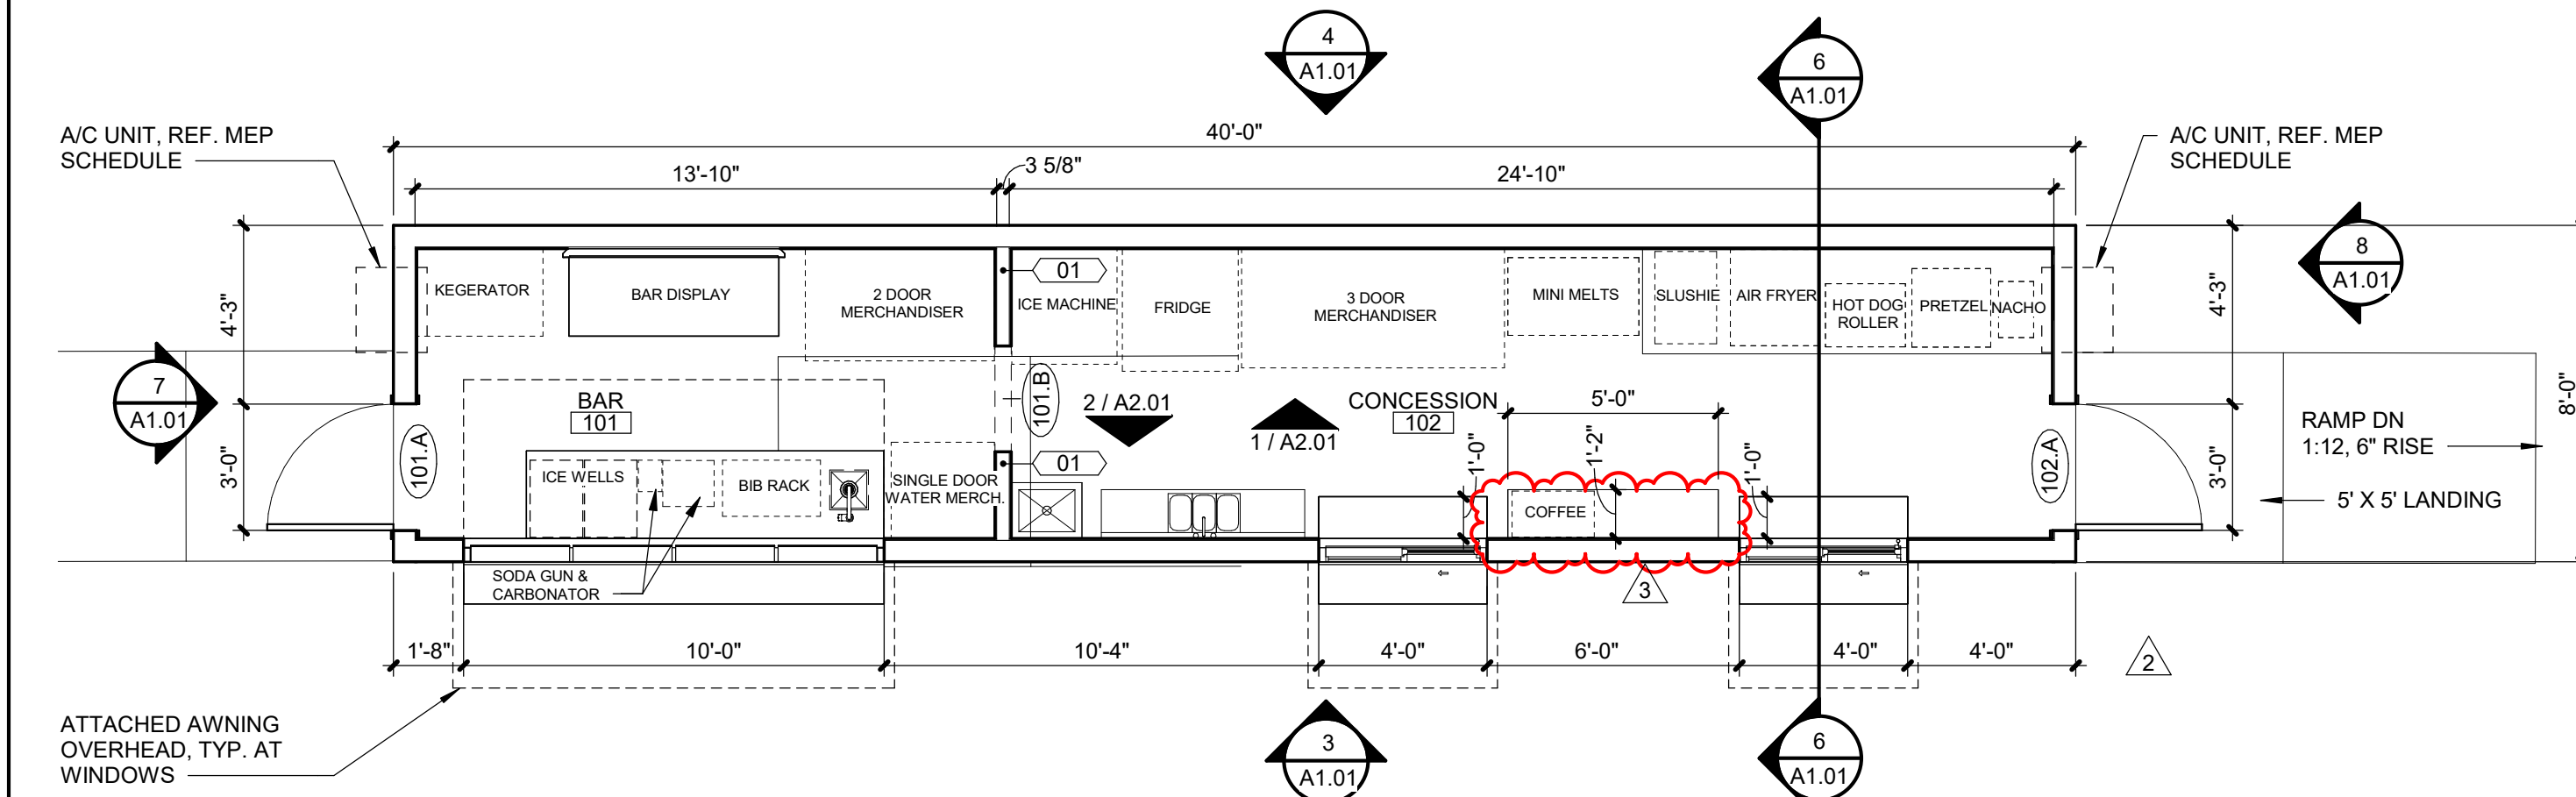 4
A1.01
6
A1.01
A/C UNIT, REF. MEP
SCHEDULE
40'-0"
A/C UNIT, REF. MEP
SCHEDULE
13'-10"
3 5/8"
24'-10"
8
A1.01
4'-3"
KEGERATOR
BAR DISPLAY
2 DOOR
MERCHANDISER
01
ICE MACHINE
FRIDGE
3 DOOR
MERCHANDISER
MINI MELTS
SLUSHIE
AIR FRYER
HOT DOG
ROLLER
PRETZEL
NACHO
4'-3"
7
A1.01
3'-0"
101.A
BAR
101
101.B
2 / A2.01
1 / A2.01
CONCESSION
102
5'-0"
1'-0"
1'-2"
1'-0"
102.A
3'-0"
RAMP DN
1:12, 6" RISE
8'-0"
5' X 5' LANDING
ICE WELLS
BIB RACK
SINGLE DOOR
WATER MERCH.
01
COFFEE
SODA GUN &
CARBONATOR
3
1'-8"
10'-0"
10'-4"
4'-0"
6'-0"
4'-0"
4'-0"
2
ATTACHED AWNING
OVERHEAD, TYP. AT
WINDOWS
3
A1.01
6
A1.01